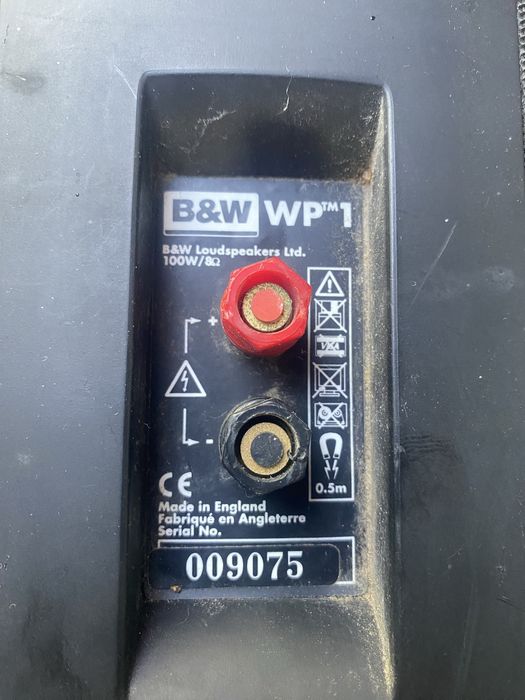 B&W WP™1
B&W Loudspeakers Ltd.
100W/8Ω
+
-
0.5m
CE
Made in England
Fabriqué en Angleterre
Serial No.
009075